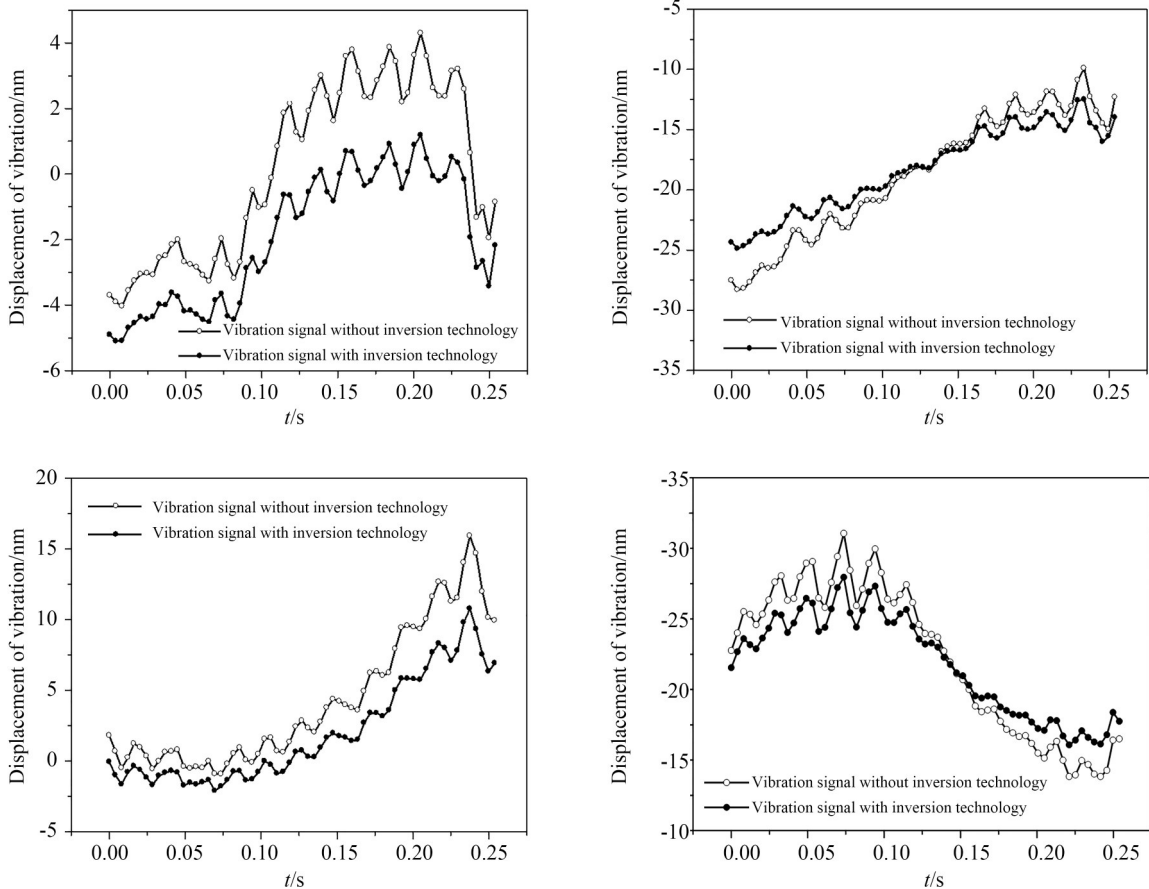 Displacement of vibration/nm
4
2
0
-2
-4
-6
Vibration signal without inversion technology
Vibration signal with inversion technology
0.00 0.05 0.10 0.15 0.20 0.25
t/s
Displacement of vibration/nm
-5
-10
-15
-20
-25
-30
-35
Vibration signal without inversion technology
Vibration signal with inversion technology
0.00 0.05 0.10 0.15 0.20 0.25
t/s
Displacement of vibration/nm
20
15
10
5
0
-5
Vibration signal without inversion technology
Vibration signal with inversion technology
0.00 0.05 0.10 0.15 0.20 0.25
t/s
Displacement of vibration/nm
-35
-30
-25
-20
-15
-10
Vibration signal without inversion technology
Vibration signal with inversion technology
0.00 0.05 0.10 0.15 0.20 0.25
t/s